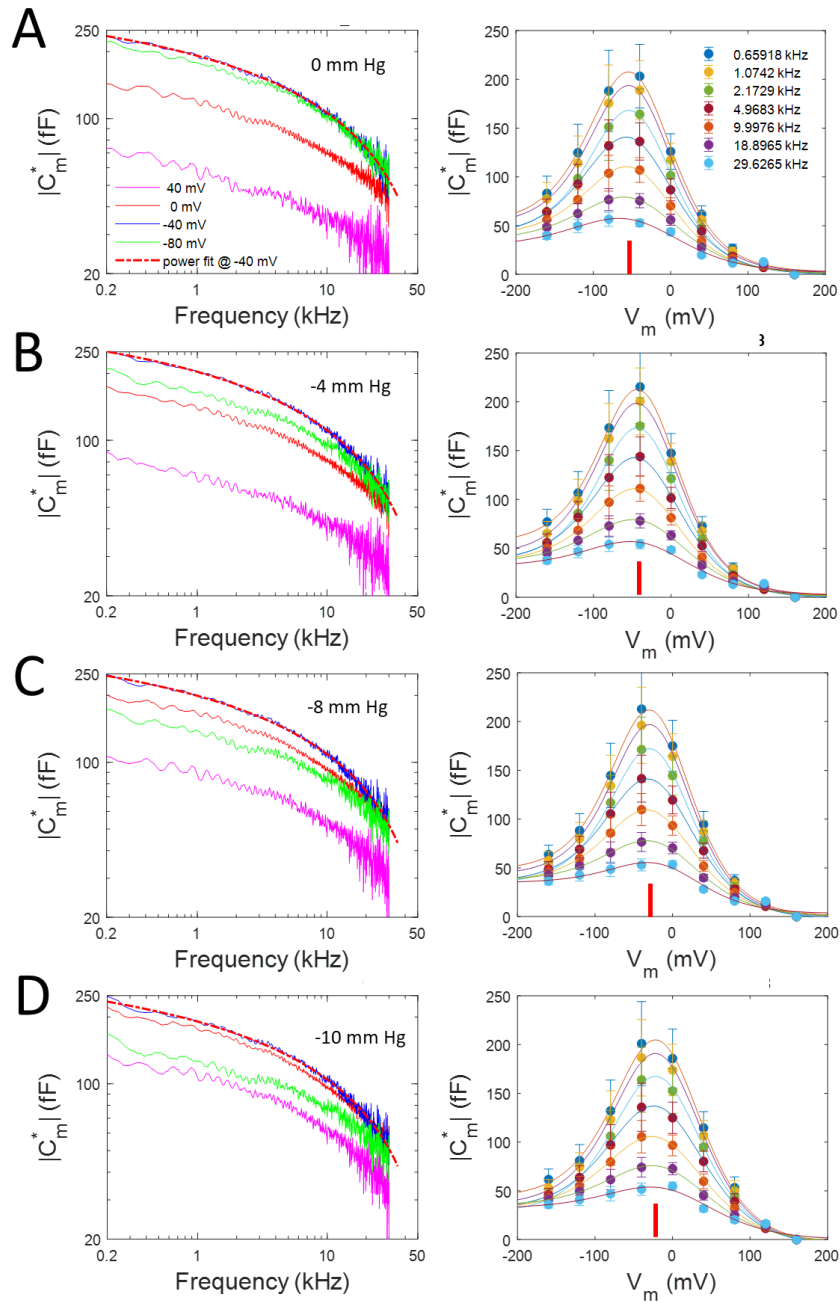 A
0 mm Hg
250
100
20
|C*m| (fF)
40 mV
0 mV
-40 mV
-80 mV
power fit @ -40 mV
0.2 1 10 50
Frequency (kHz)
250
200
150
100
50
0
|C*m| (fF)
0.65918 kHz
1.0742 kHz
2.1729 kHz
4.9683 kHz
9.9976 kHz
18.8965 kHz
29.6265 kHz
-200 -100 0 100 200
Vm (mV)
B
-4 mm Hg
250
100
20
|C*m| (fF)
0.2 1 10 50
Frequency (kHz)
250
200
150
100
50
0
|C*m| (fF)
-200 -100 0 100 200
Vm (mV)
C
-8 mm Hg
250
100
20
|C*m| (fF)
0.2 1 10 50
Frequency (kHz)
250
200
150
100
50
0
|C*m| (fF)
-200 -100 0 100 200
Vm (mV)
D
-10 mm Hg
250
100
20
|C*m| (fF)
0.2 1 10 50
Frequency (kHz)
250
200
150
100
50
0
|C*m| (fF)
-200 -100 0 100 200
Vm (mV)